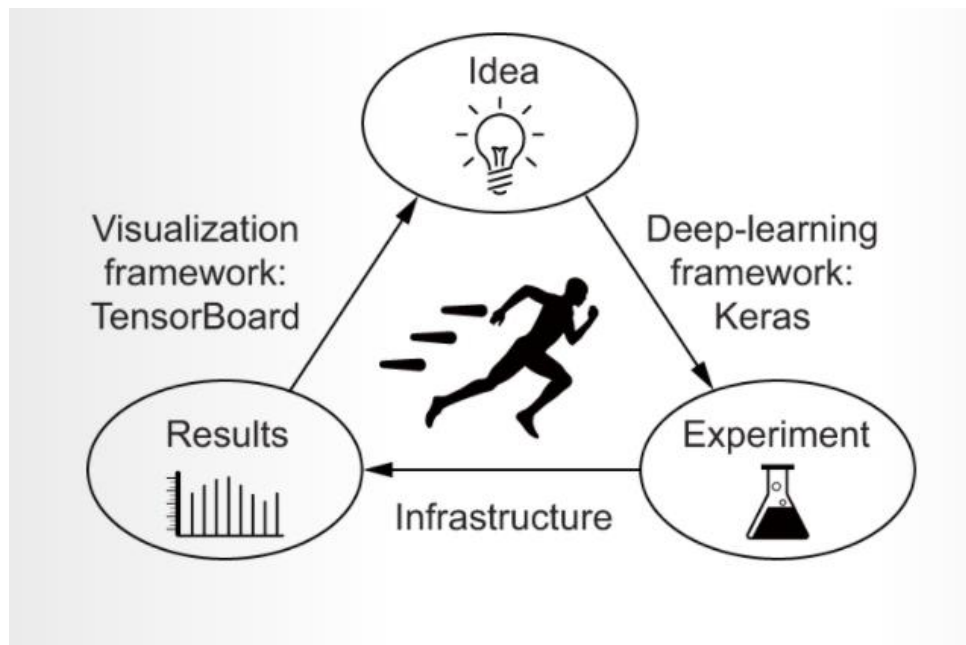 Idea
Visualization
framework:
TensorBoard
Deep-learning
framework:
Keras
Results
Experiment
Infrastructure